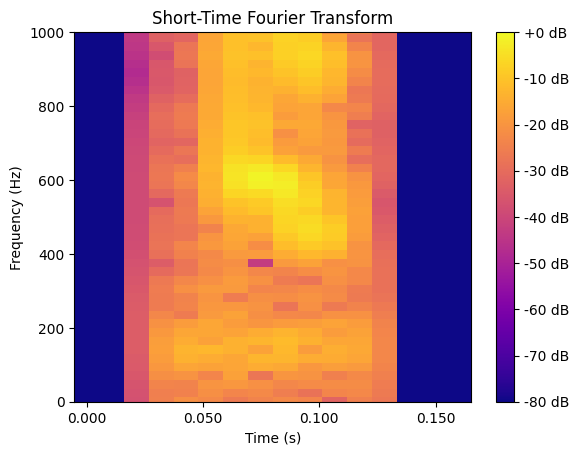 Short-Time Fourier Transform
1000
800
600
400
200
0
Frequency (Hz)
0.000
0.050
0.100
0.150
Time (s)
+0 dB
-10 dB
-20 dB
-30 dB
-40 dB
-50 dB
-60 dB
-70 dB
-80 dB